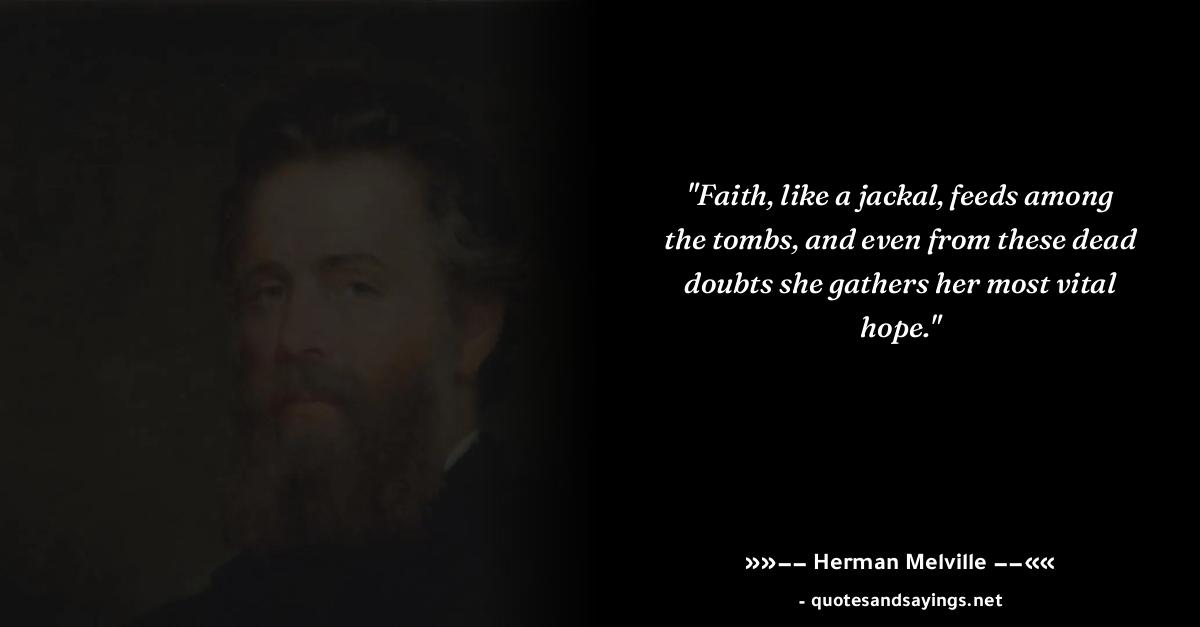 "Faith, like a jackal, feeds among
the tombs, and even from these dead
doubts she gathers her most vital
hope."
»»−− Herman Melville −−««
- quotesandsayings.net